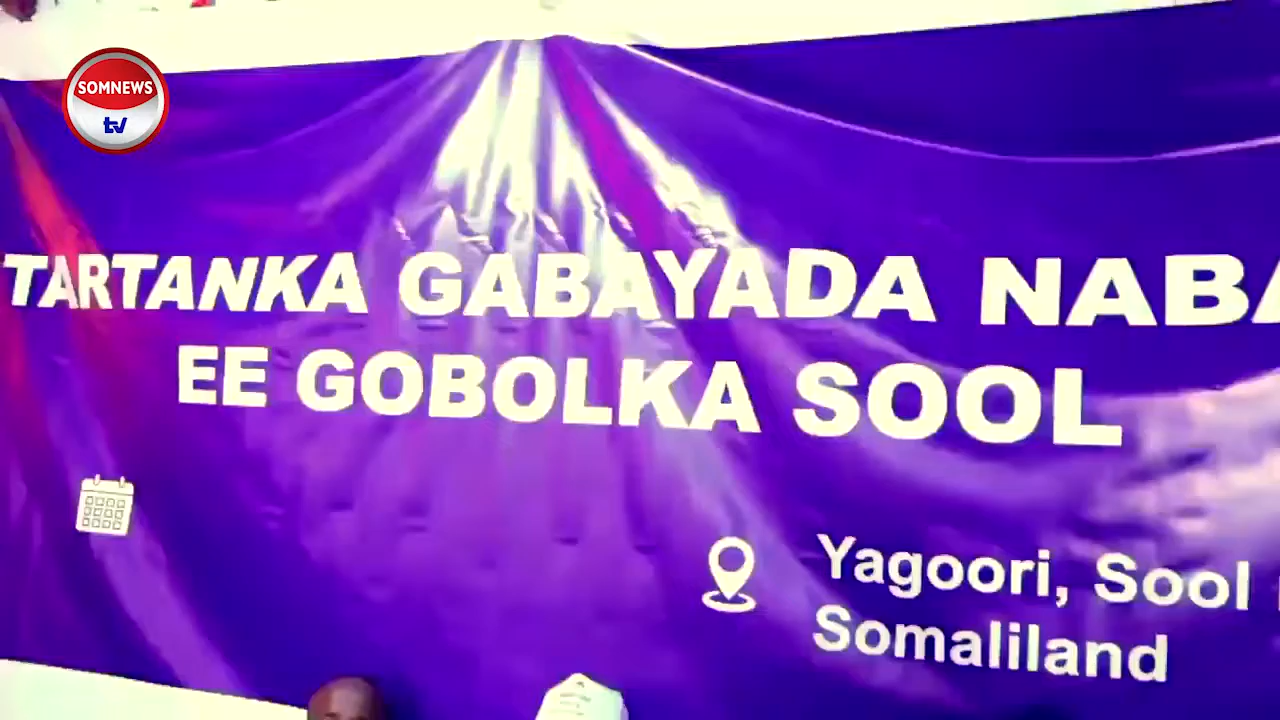 SOMNEWS
tv
TARTANKA GABAYADA
EE GOBOLKA SOOL
Yagoori, Sool
Somaliland